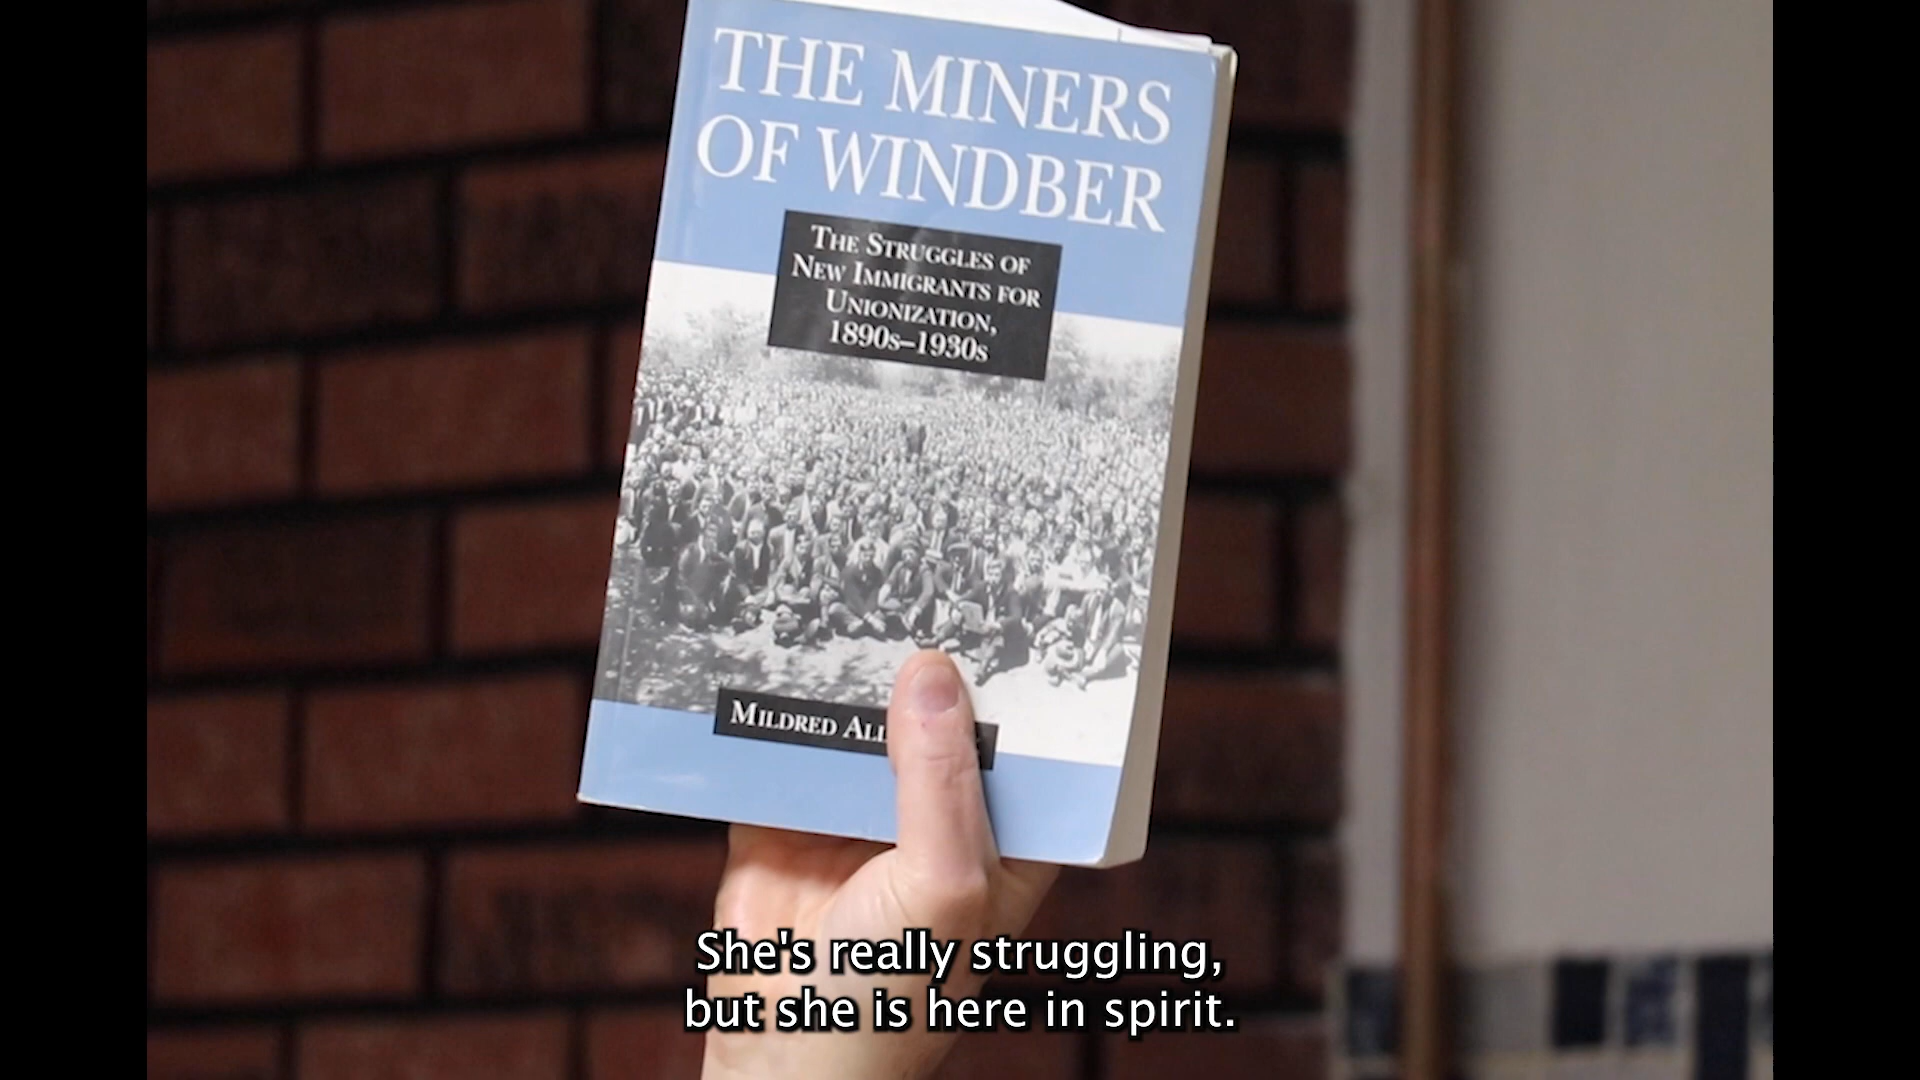 THE MINERS
OF WINDBER
THE STRUGGLES OF
NEW IMMIGRANTS FOR
UNIONIZATION,
1890s–1930s
MILDRED
She's really struggling,
but she is here in spirit.